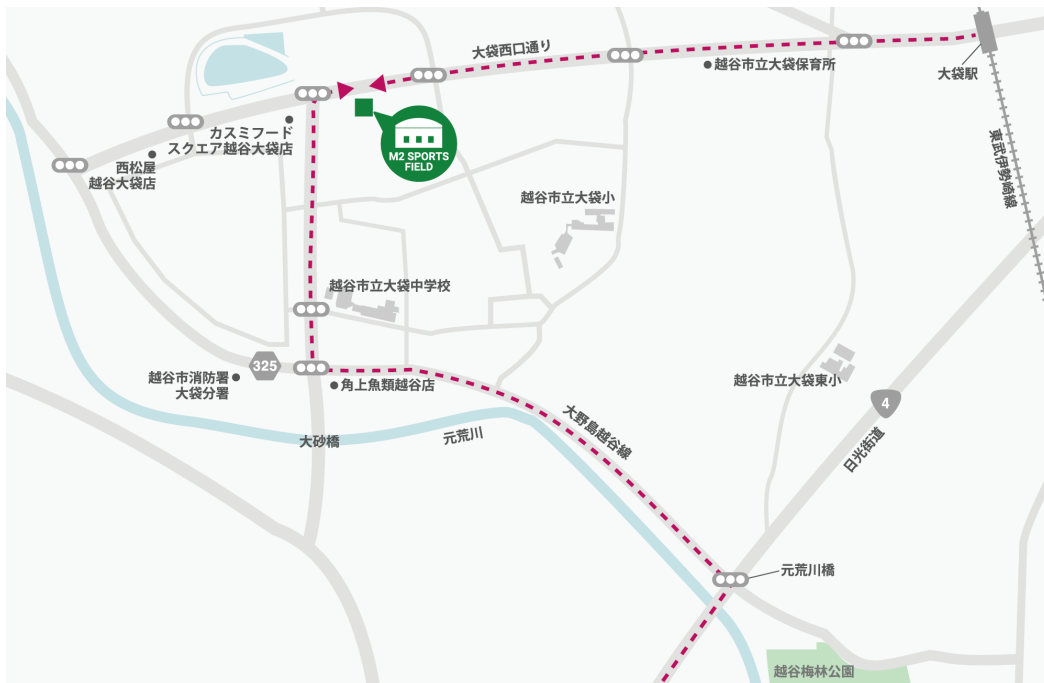 大袋西口通り
越谷市立大袋保育所
大袋駅
東武伊勢崎線
カスミフード
スクエア越谷大袋店
西松屋
越谷大袋店
M2 SPORTS
FIELD
越谷市立大袋小
越谷市立大袋中学校
325
越谷市消防署
大袋分署
角上魚類越谷店
越谷市立大袋東小
4
日光街道
大砂橋
元荒川
大野島越谷線
元荒川橋
越谷梅林公園